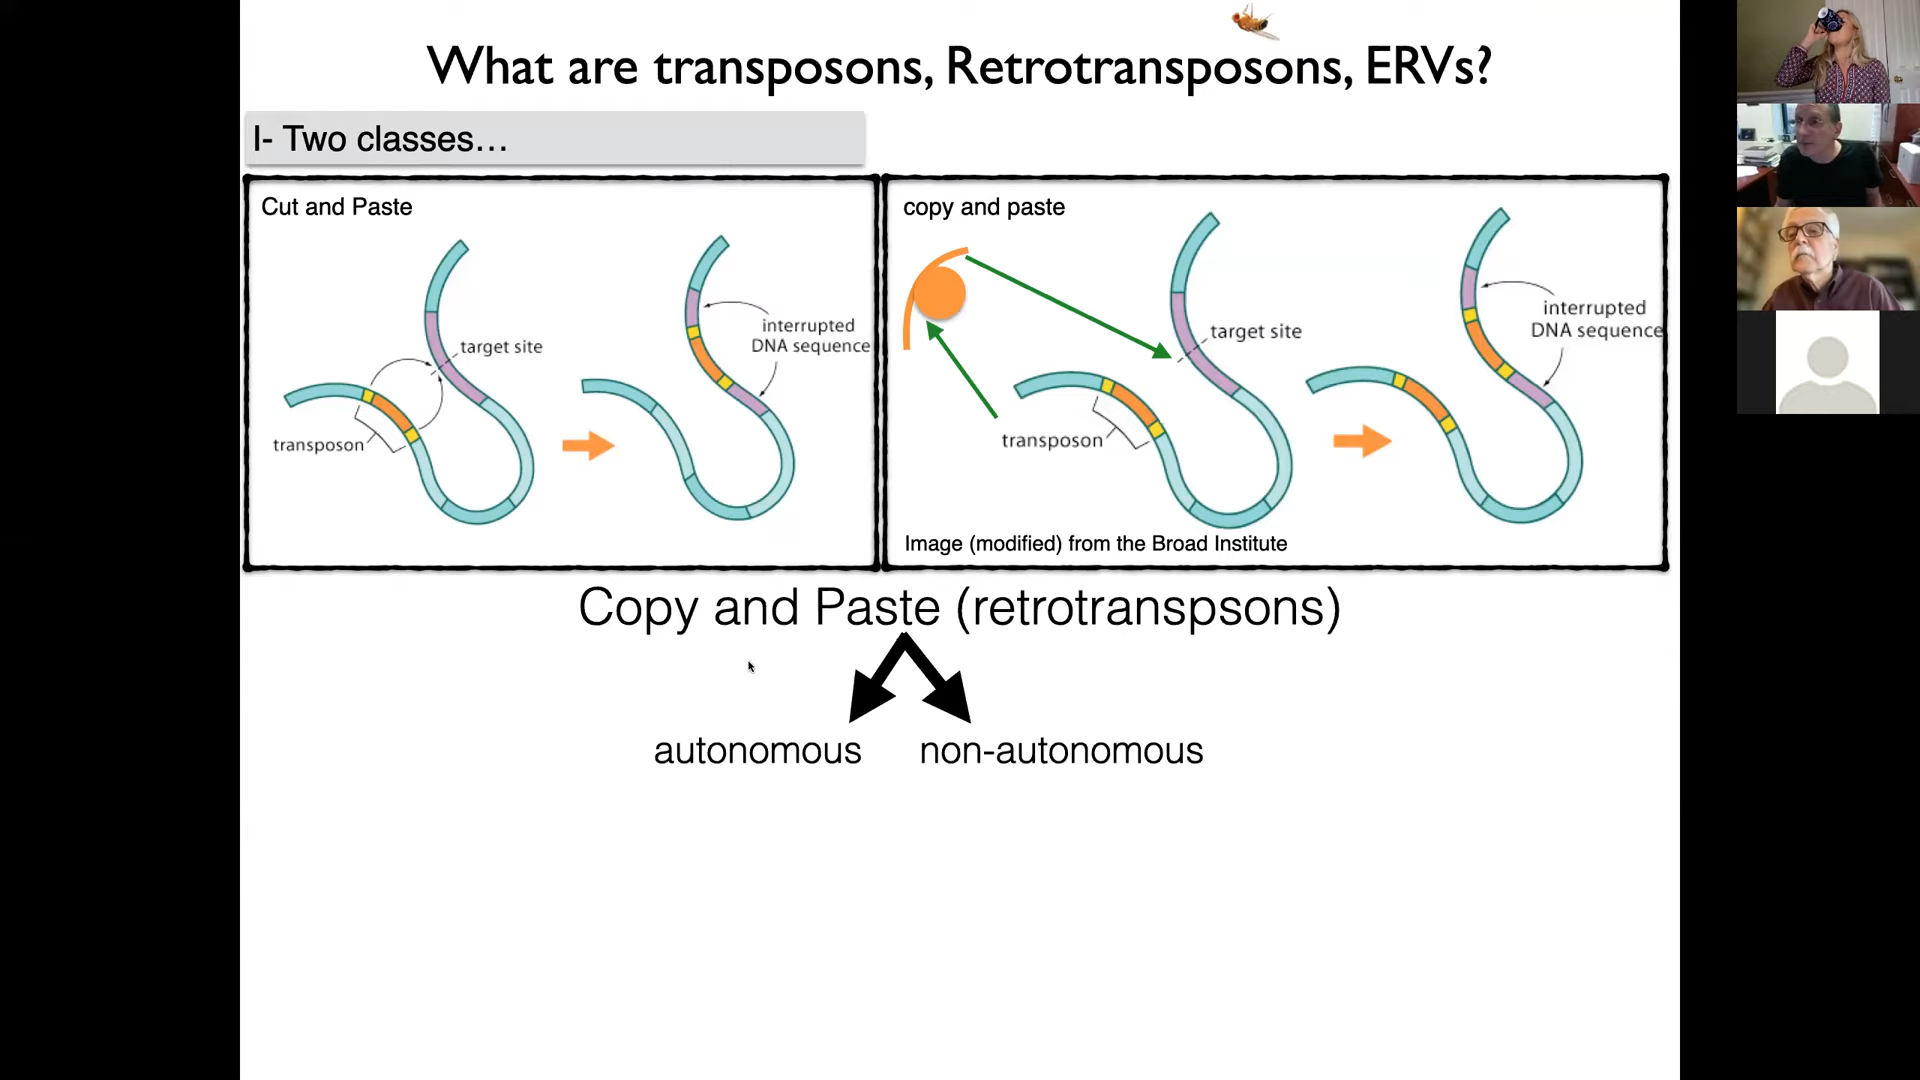 What are transposons, Retrotransposons, ERVs?
I- Two classes...
Cut and Paste
target site
transposon
interrupted
DNA sequence
copy and paste
target site
transposon
interrupted
DNA sequence
Image (modified) from the Broad Institute
Copy and Paste (retrotranspsons)
autonomous
non-autonomous